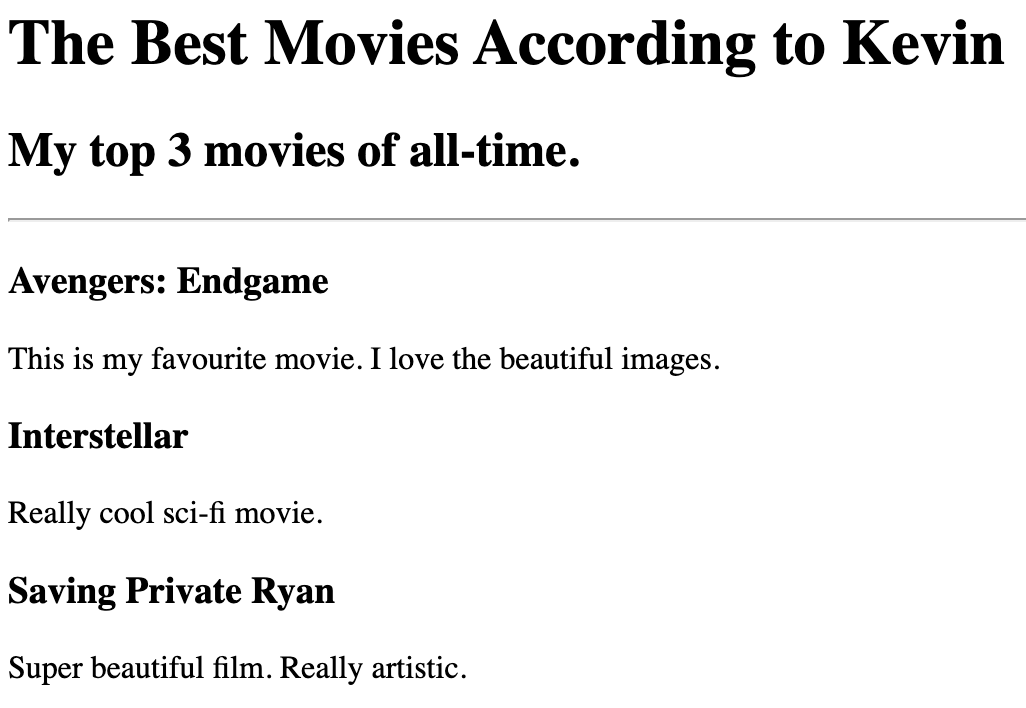 The Best Movies According to Kevin
My top 3 movies of all-time.
Avengers: Endgame
This is my favourite movie. I love the beautiful images.
Interstellar
Really cool sci-fi movie.
Saving Private Ryan
Super beautiful film. Really artistic.